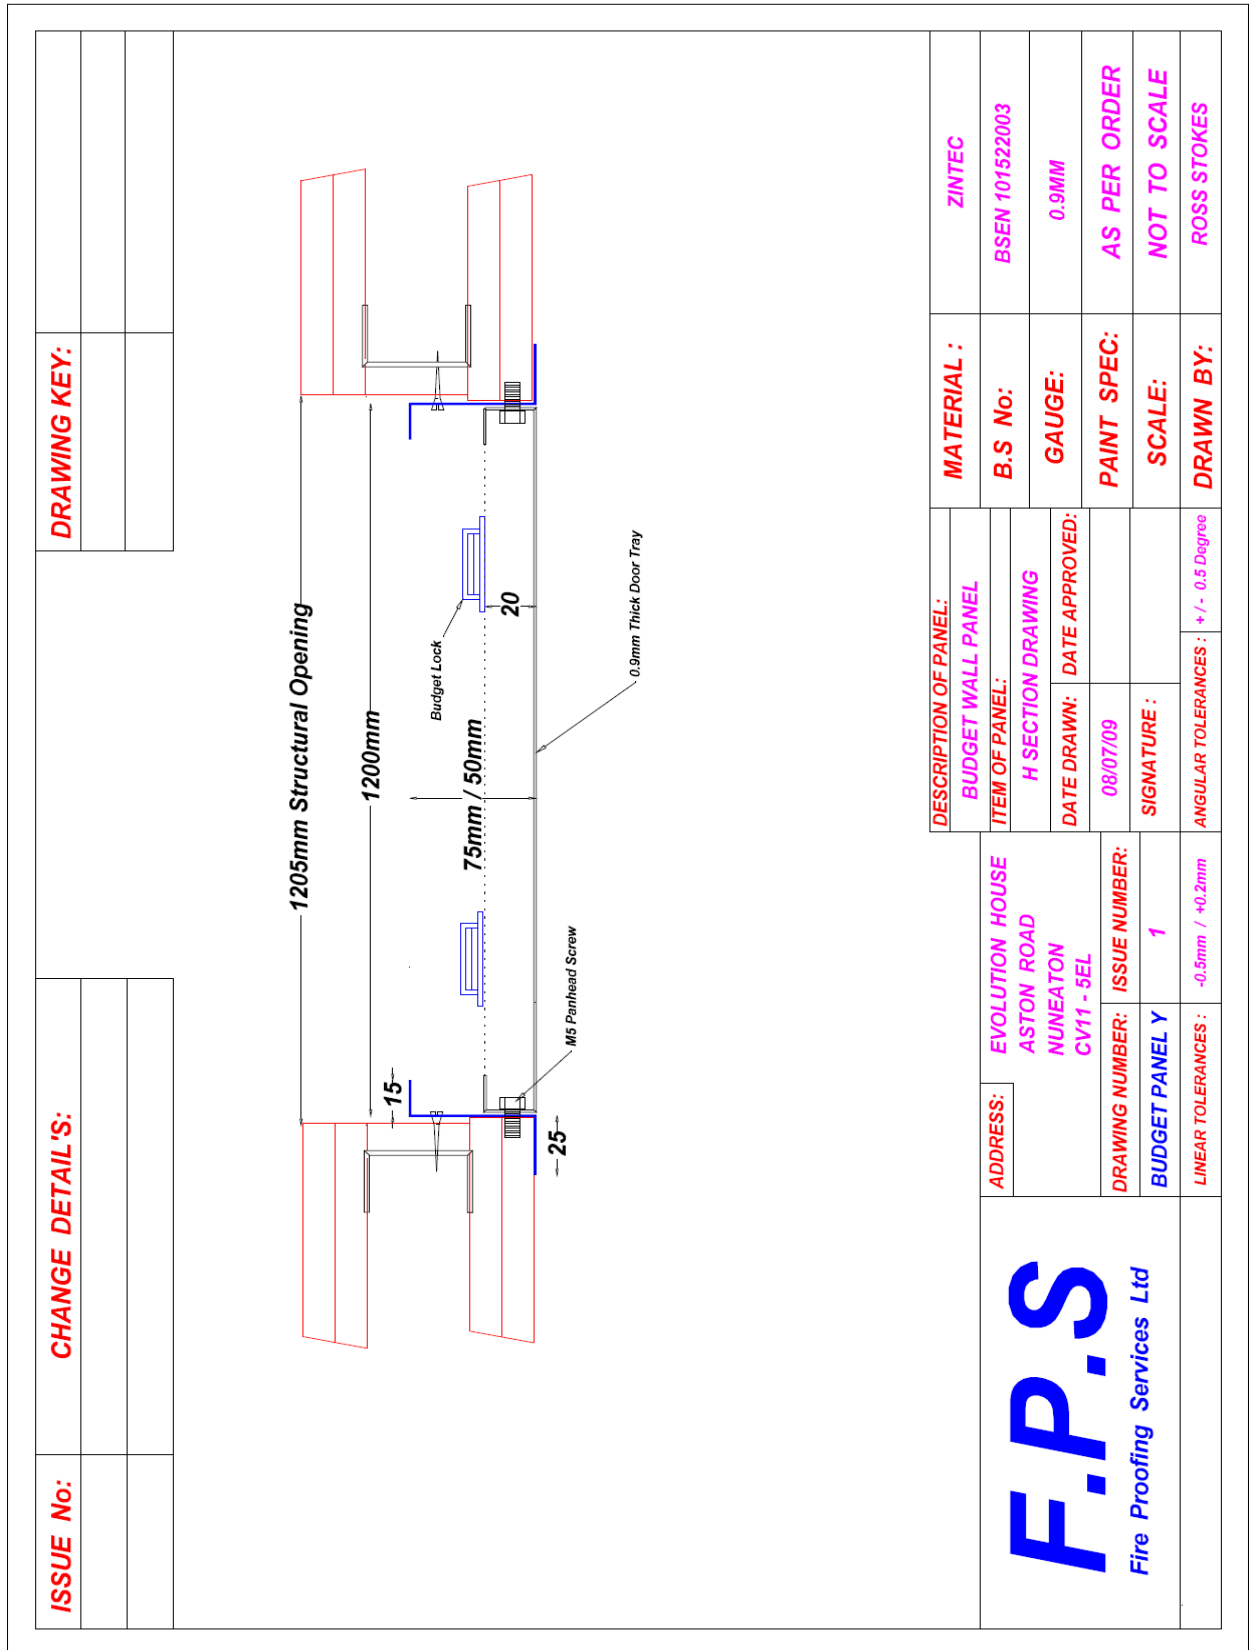 ISSUE No:
CHANGE DETAIL'S:
DRAWING KEY:
1205mm Structural Opening
1200mm
15
75mm / 50mm
Budget Lock
20
25
M5 Panhead Screw
0.9mm Thick Door Tray
F.P.S
Fire Proofing Services Ltd
ADDRESS:
EVOLUTION HOUSE
ASTON ROAD
NUNEATON
CV11 - 5EL
DRAWING NUMBER:
ISSUE NUMBER:
BUDGET PANEL Y
1
LINEAR TOLERANCES :
-0.5mm / +0.2mm
DESCRIPTION OF PANEL:
BUDGET WALL PANEL
ITEM OF PANEL:
H SECTION DRAWING
DATE DRAWN:
DATE APPROVED:
08/07/09
SIGNATURE :
ANGULAR TOLERANCES :
+ / - 0.5 Degree
MATERIAL :
ZINTEC
B.S No:
BSEN 101522003
GAUGE:
0.9MM
PAINT SPEC:
AS PER ORDER
SCALE:
NOT TO SCALE
DRAWN BY:
ROSS STOKES